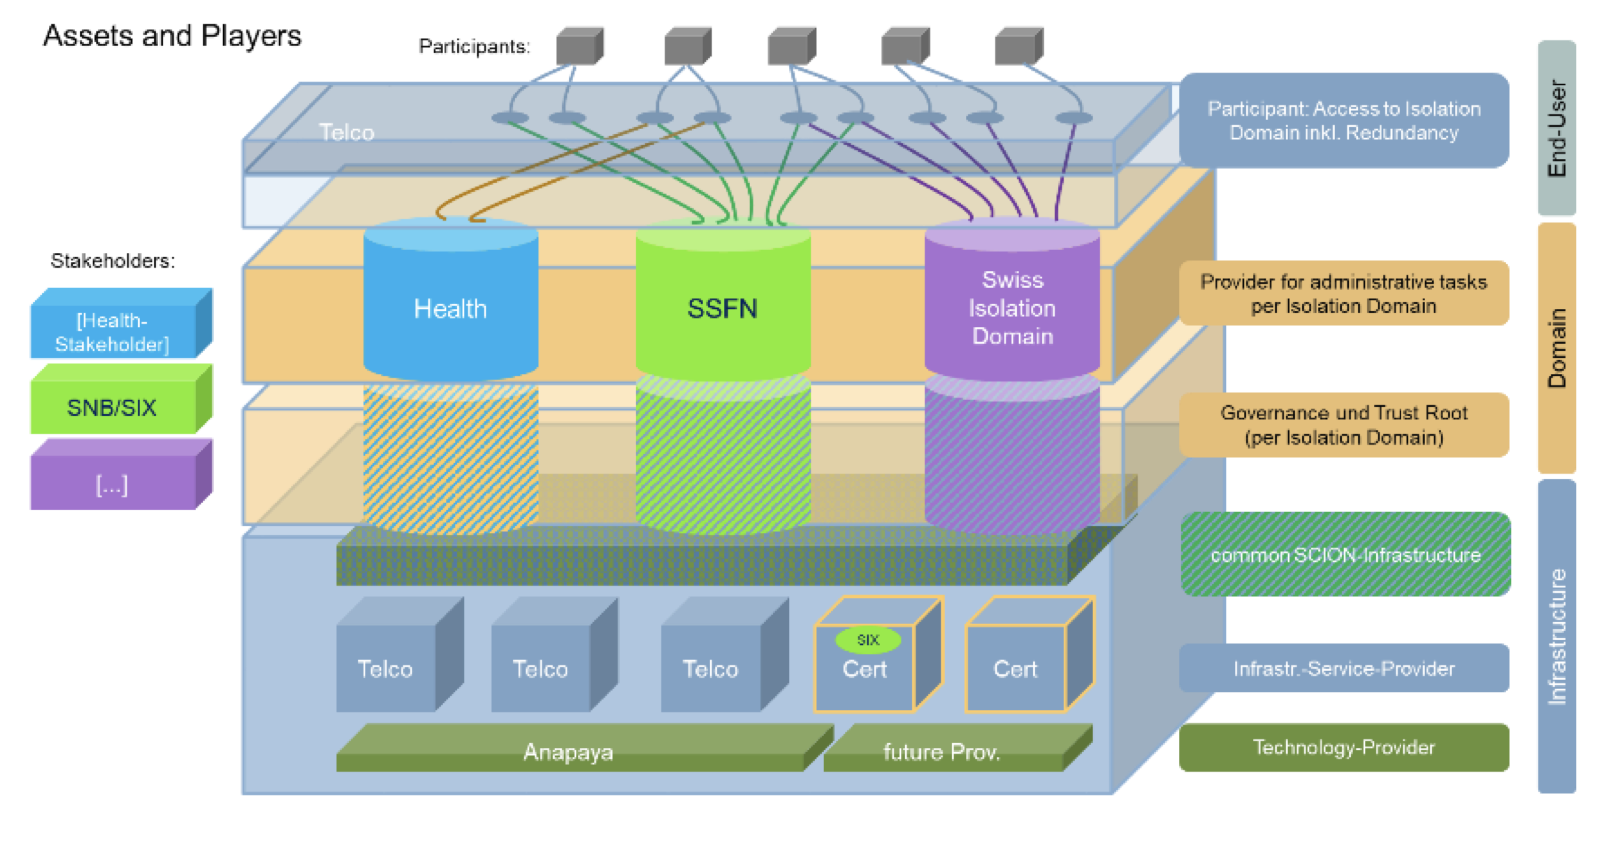 Assets and Players
Participants:
Telco
Participant: Access to Isolation
Domain inkl. Redundancy
End-User
Stakeholders:
[Health-
Stakeholder]
SNB/SIX
[...]
Health
SSFN
Swiss
Isolation
Domain
Provider for administrative tasks
per Isolation Domain
Governance und Trust Root
(per Isolation Domain)
Domain
common SCION-Infrastructure
Telco
Telco
Telco
SIX
Cert
Cert
Infrastr.-Service-Provider
Anapaya
future Prov.
Technology-Provider
Infrastructure